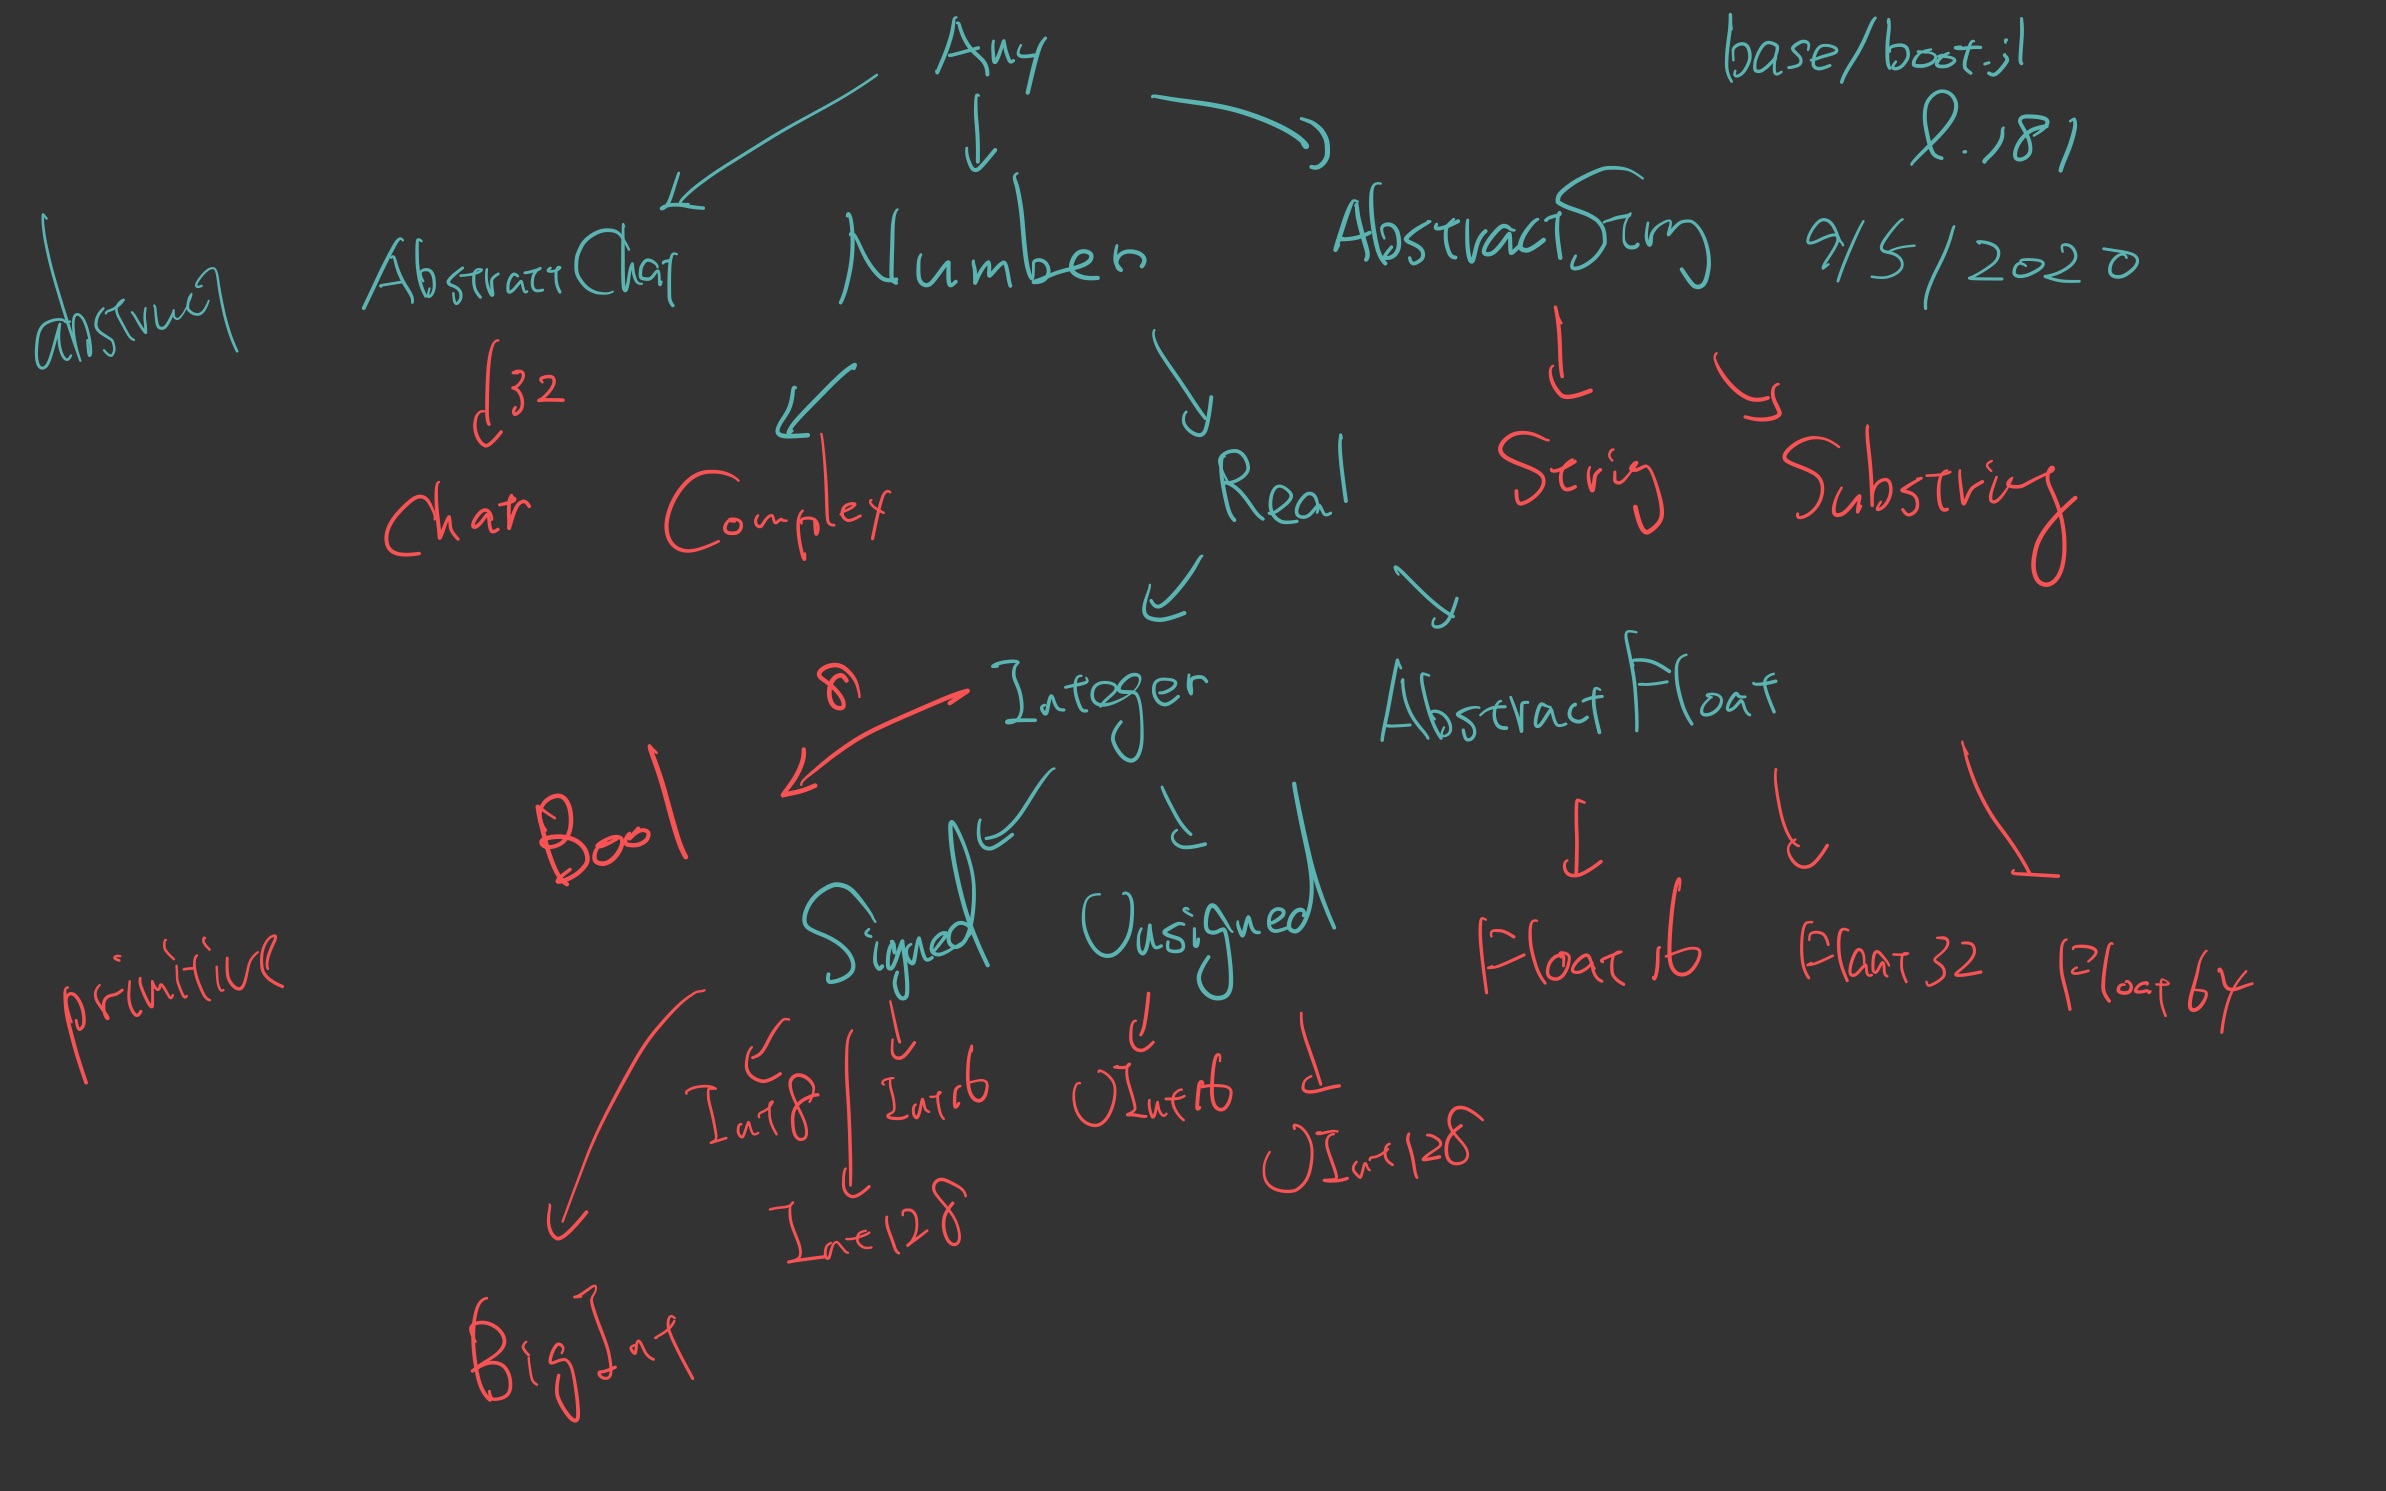 Any
base/boot.jl
l. 181
AbstractChar
Number
AbstractString
9/5/2020
abstract
32
Char
Complex
Real
String
Substring
8
Integer
AbstractFloat
Bool
Signed
Unsigned
Float16
Float32
Float64
primitive
Int8
Int16
UInt16
UInt128
Int128
BigInt